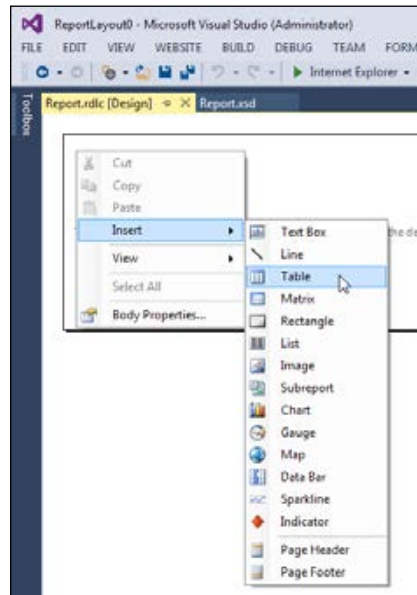 ReportLayout0 - Microsoft Visual Studio (Administrator)
FILE EDIT VIEW WEBSITE BUILD DEBUG TEAM FORM
Internet Explorer
Toolbox
Report.rdlc [Design] Report.xsd
Cut
Copy
Paste
Insert
View
Select All
Body Properties...
the de
Text Box
Line
Table
Matrix
Rectangle
List
Image
Subreport
Chart
Gauge
Map
Data Bar
Sparkline
Indicator
Page Header
Page Footer